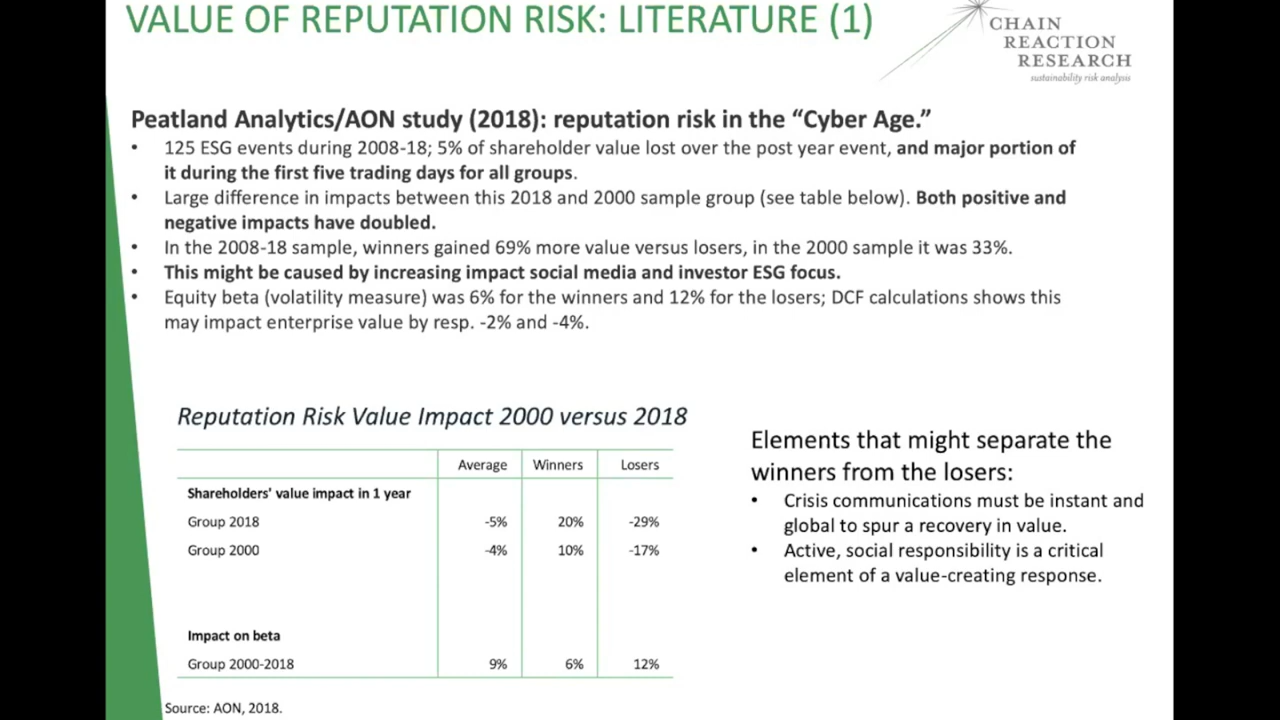 VALUE OF REPUTATION RISK: LITERATURE (1)
CHAIN
REACTION
RESEARCH
sustainability risk analysis
Peatland Analytics/AON study (2018): reputation risk in the “Cyber Age.”
• 125 ESG events during 2008-18; 5% of shareholder value lost over the post year event, and major portion of
it during the first five trading days for all groups.
• Large difference in impacts between this 2018 and 2000 sample group (see table below). Both positive and
negative impacts have doubled.
• In the 2008-18 sample, winners gained 69% more value versus losers, in the 2000 sample it was 33%.
• This might be caused by increasing impact social media and investor ESG focus.
• Equity beta (volatility measure) was 6% for the winners and 12% for the losers; DCF calculations shows this
may impact enterprise value by resp. -2% and -4%.
Reputation Risk Value Impact 2000 versus 2018
Average Winners Losers
Shareholders' value impact in 1 year
Group 2018 -5% 20% -29%
Group 2000 -4% 10% -17%
Impact on beta
Group 2000-2018 9% 6% 12%
Source: AON, 2018.
Elements that might separate the
winners from the losers:
• Crisis communications must be instant and
global to spur a recovery in value.
• Active, social responsibility is a critical
element of a value-creating response.